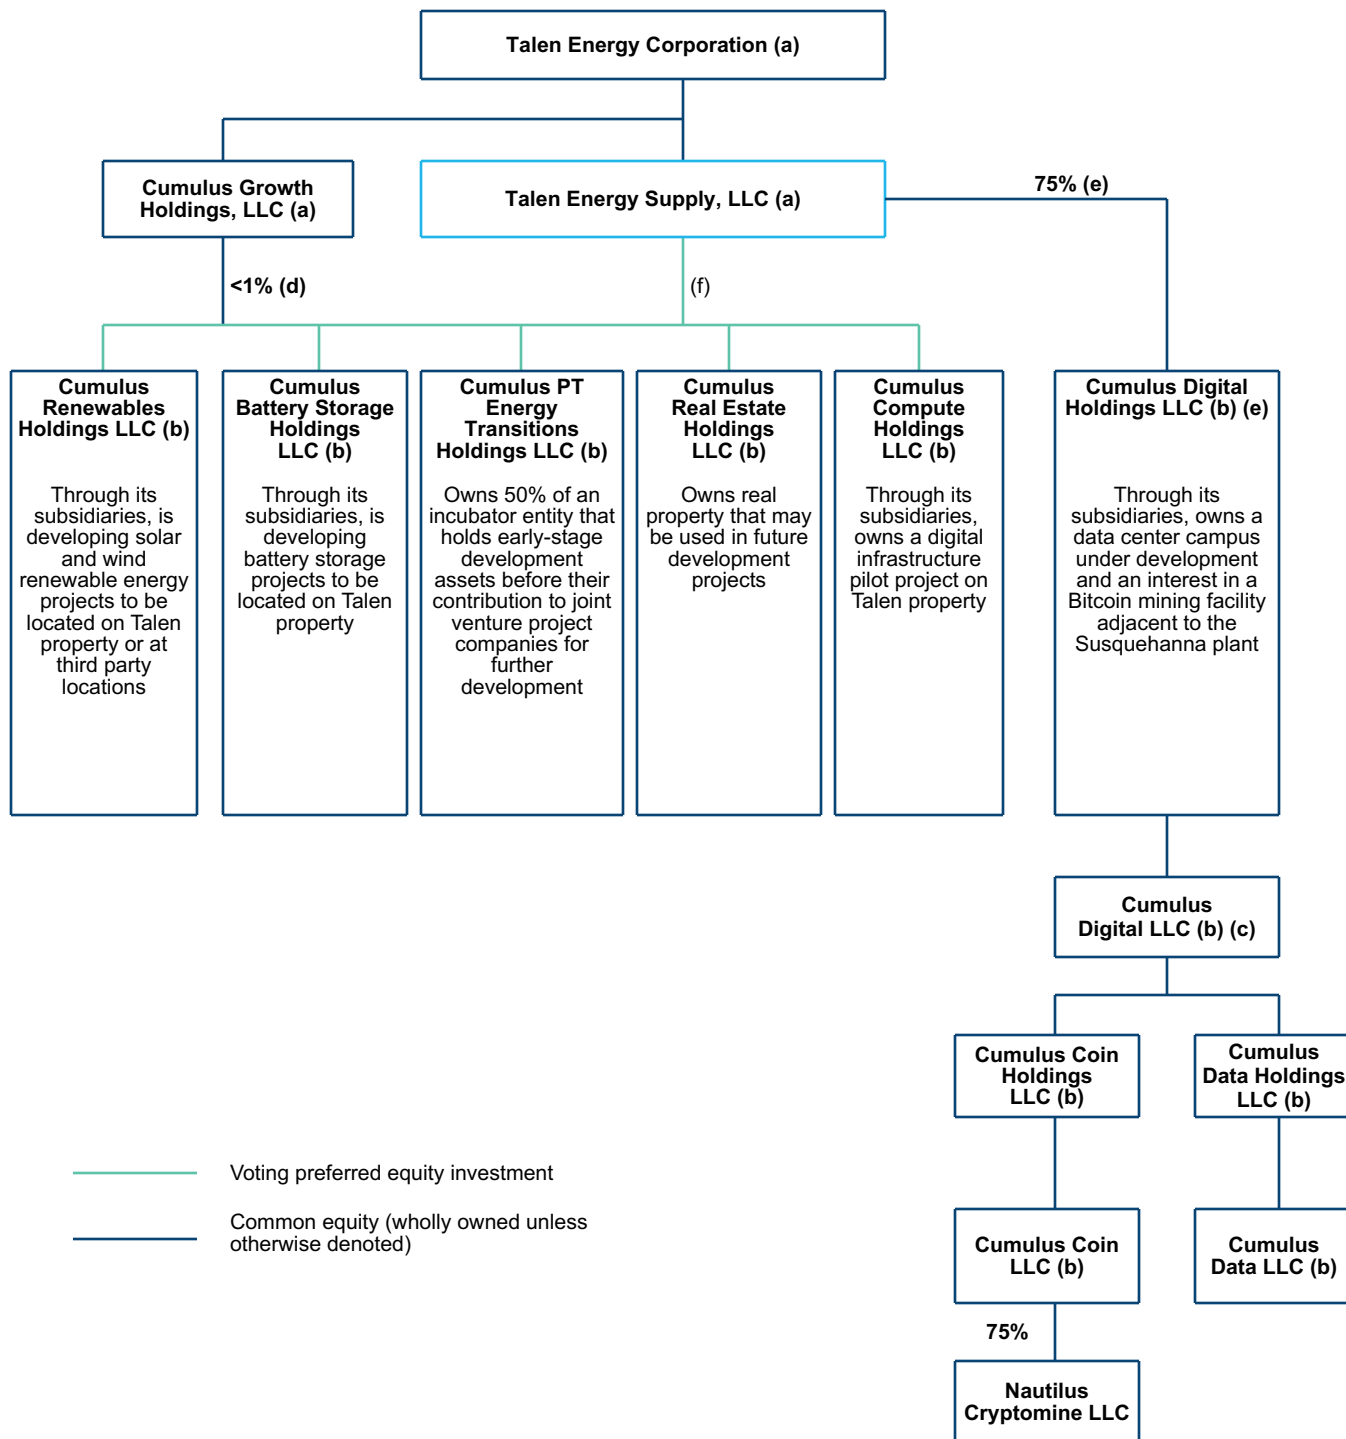 Talen Energy Corporation (a)
Cumulus Growth
Holdings, LLC (a)
Talen Energy Supply, LLC (a)
75% (e)
<1% (d)
(f)
Cumulus
Renewables
Holdings LLC (b)
Through its
subsidiaries, is
developing solar
and wind
renewable energy
projects to be
located on Talen
property or at
third party
locations
Cumulus
Battery Storage
Holdings
LLC (b)
Through its
subsidiaries, is
developing
battery storage
projects to be
located on Talen
property
Cumulus PT
Energy
Transitions
Holdings LLC (b)
Owns 50% of an
incubator entity that
holds early-stage
development
assets before their
contribution to joint
venture project
companies for
further
development
Cumulus
Real Estate
Holdings
LLC (b)
Owns real
property that may
be used in future
development
projects
Cumulus
Compute
Holdings
LLC (b)
Through its
subsidiaries,
owns a digital
infrastructure
pilot project on
Talen property
Cumulus Digital
Holdings LLC (b) (e)
Through its
subsidiaries, owns a
data center campus
under development
and an interest in a
Bitcoin mining facility
adjacent to the
Susquehanna plant
Cumulus
Digital LLC (b) (c)
Cumulus Coin
Holdings
LLC (b)
Cumulus
Data Holdings
LLC (b)
Voting preferred equity investment
Common equity (wholly owned unless
otherwise denoted)
Cumulus Coin
LLC (b)
Cumulus
Data LLC (b)
75%
Nautilus
Cryptomine LLC